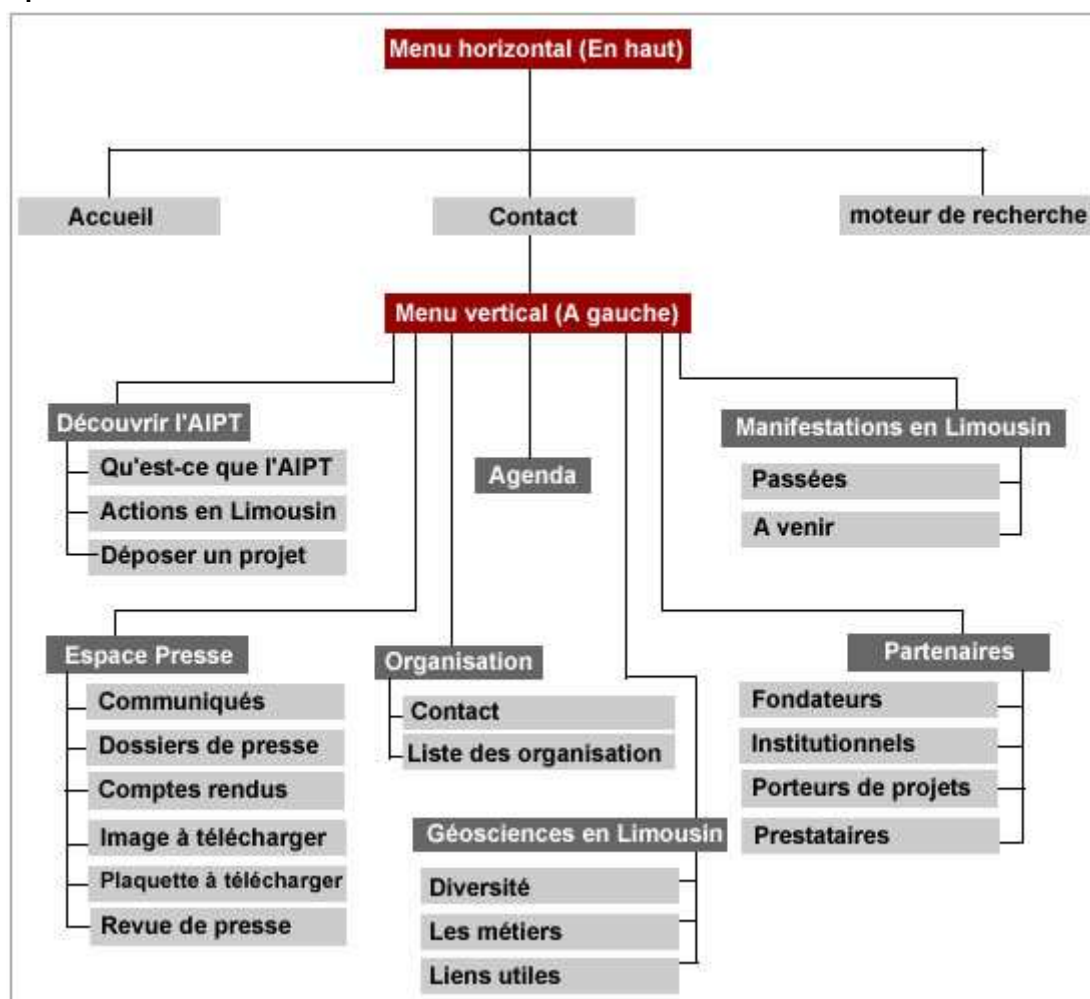 Menu horizontal (En haut)
Accueil
Contact
moteur de recherche
Menu vertical (A gauche)
Découvrir l'AIPT
Qu'est-ce que l'AIPT
Actions en Limousin
Déposer un projet
Agenda
Manifestations en Limousin
Passées
A venir
Espace Presse
Communiqués
Dossiers de presse
Comptes rendus
Image à télécharger
Plaquette à télécharger
Revue de presse
Organisation
Contact
Liste des organisation
Géosciences en Limousin
Diversité
Les métiers
Liens utiles
Partenaires
Fondateurs
Institutionnels
Porteurs de projets
Prestataires